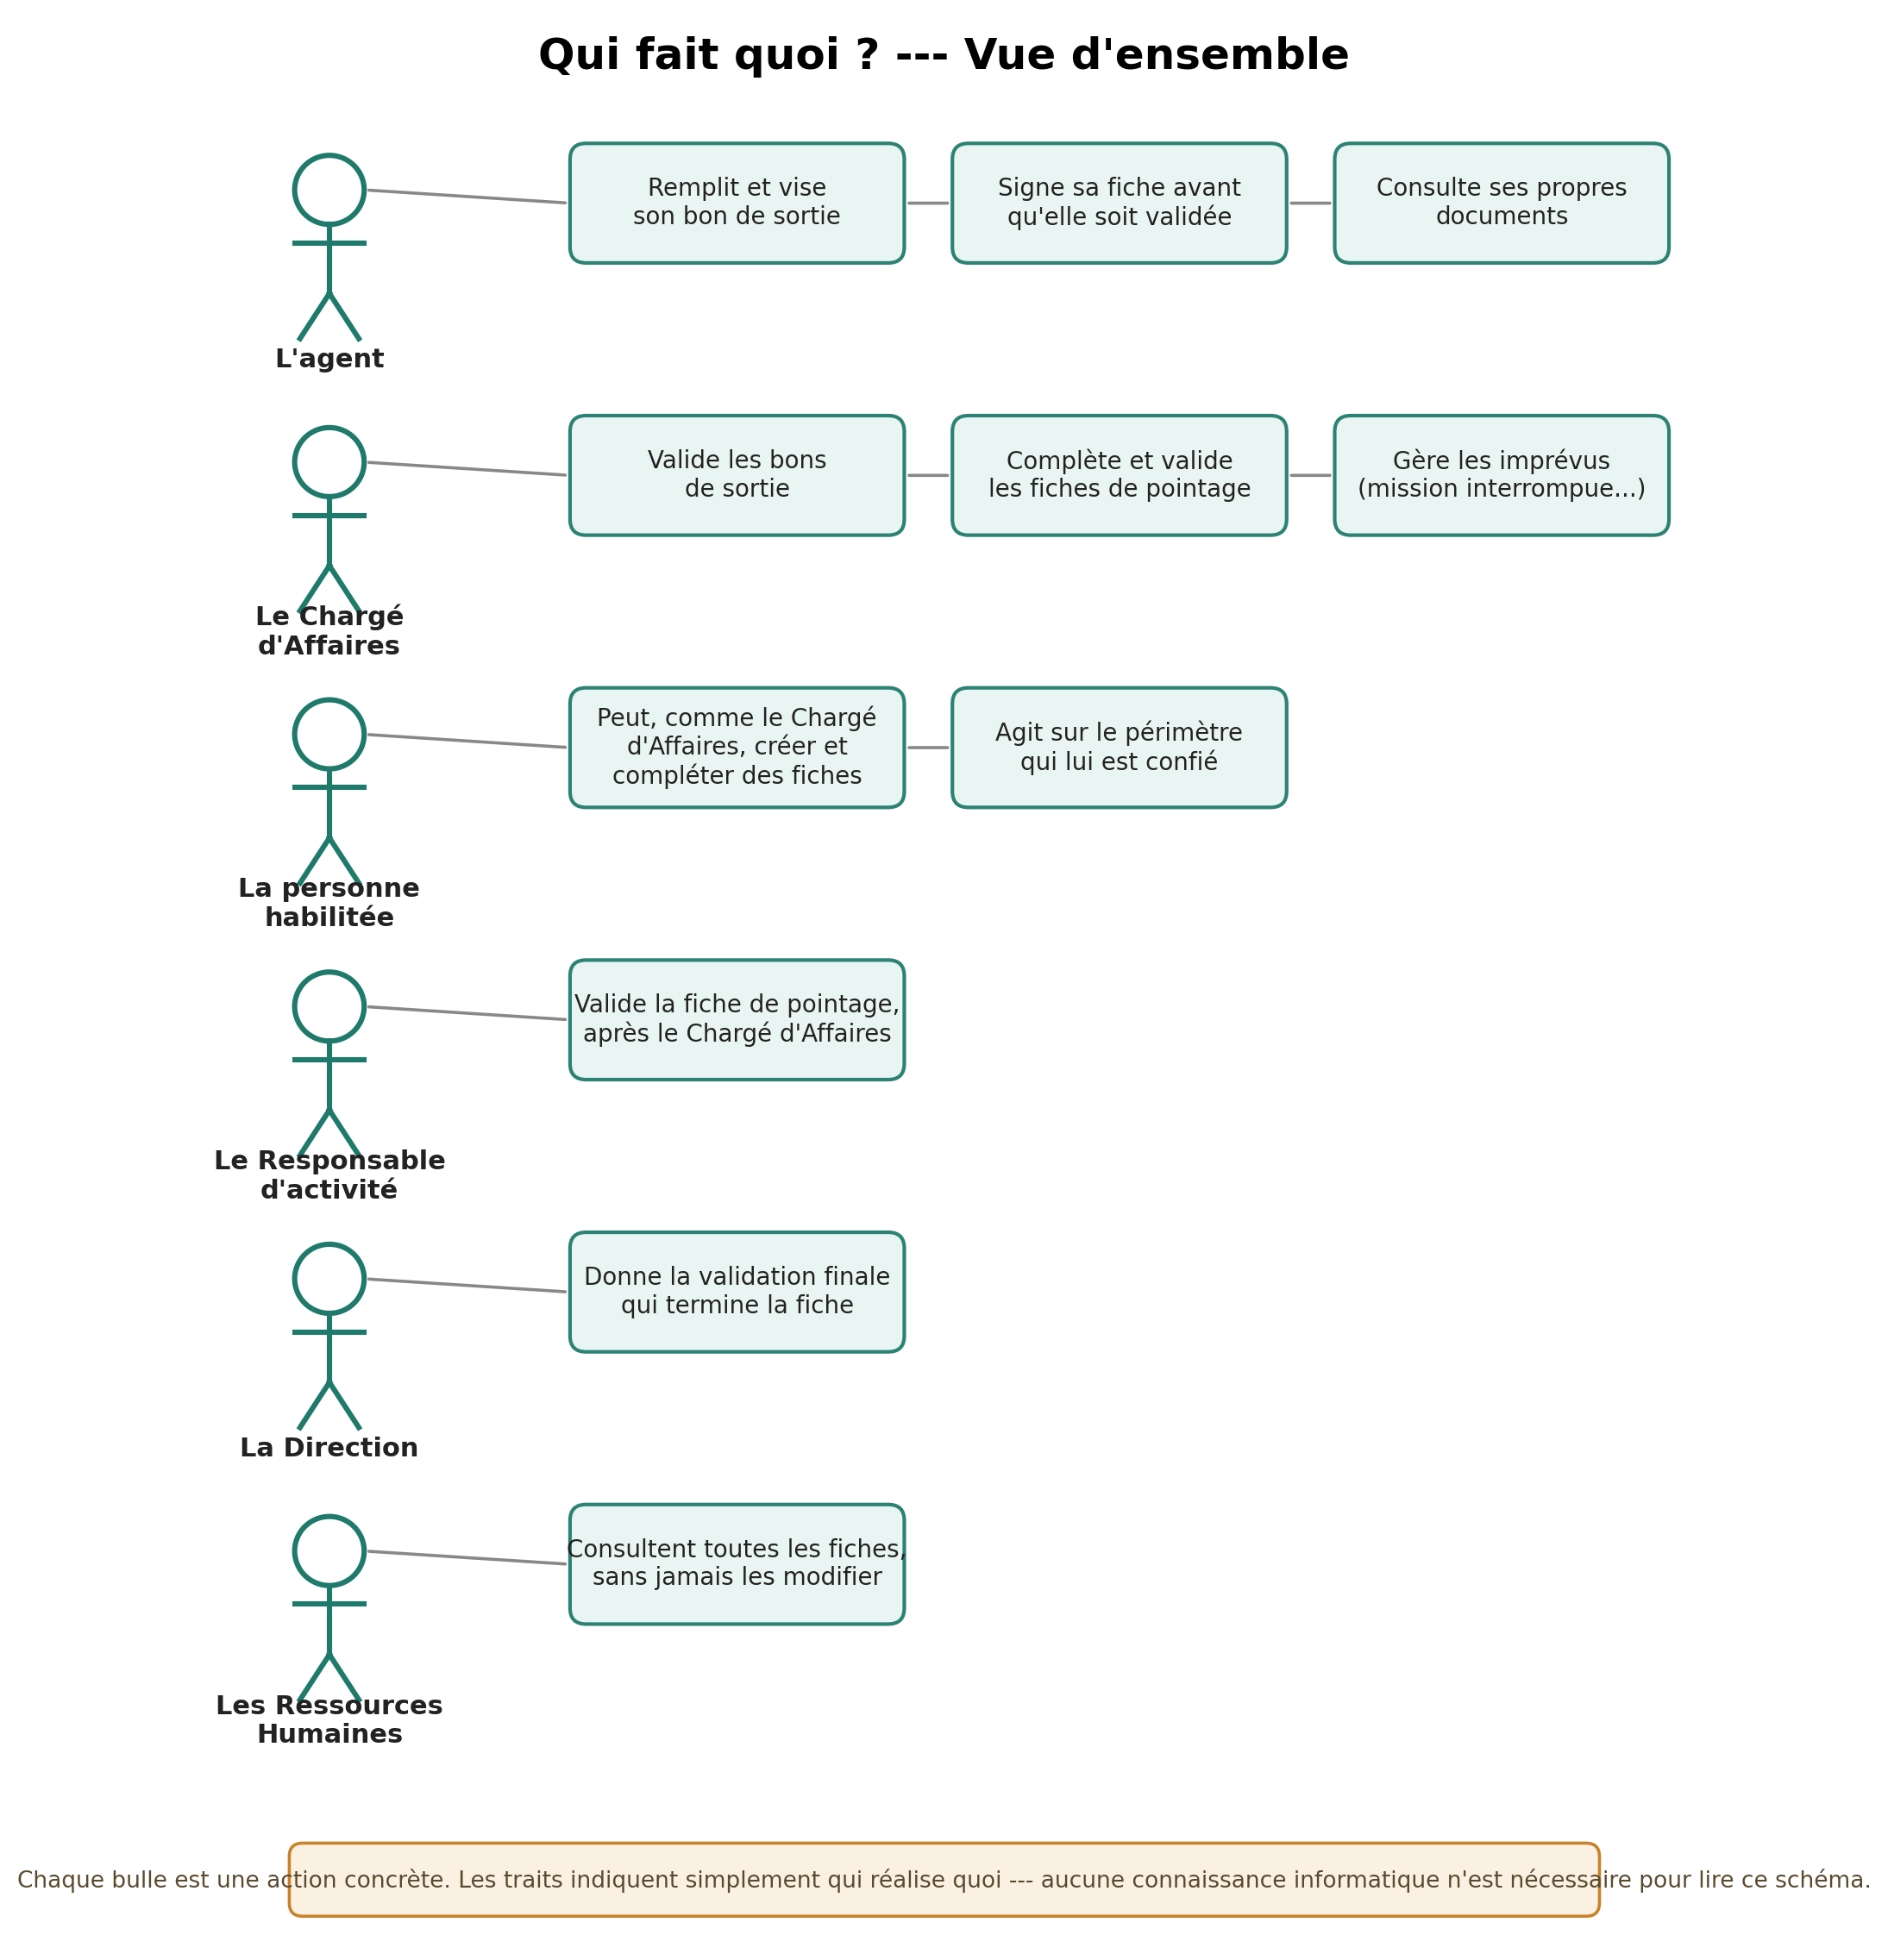 Qui fait quoi ? --- Vue d'ensemble
Remplit et vise
son bon de sortie
Signe sa fiche avant
qu'elle soit validée
Consulte ses propres
documents
L'agent
Valide les bons
de sortie
Complète et valide
les fiches de pointage
Gère les imprévus
(mission interrompue...)
Le Chargé
d'Affaires
Peut, comme le Chargé
d'Affaires, créer et
compléter des fiches
Agit sur le périmètre
qui lui est confié
La personne
habilitée
Valide la fiche de pointage,
après le Chargé d'Affaires
Le Responsable
d'activité
Donne la validation finale
qui termine la fiche
La Direction
Consultent toutes les fiches,
sans jamais les modifier
Les Ressources
Humaines
Chaque bulle est une action concrète. Les traits indiquent simplement qui réalise quoi --- aucune connaissance informatique n'est nécessaire pour lire ce schéma.